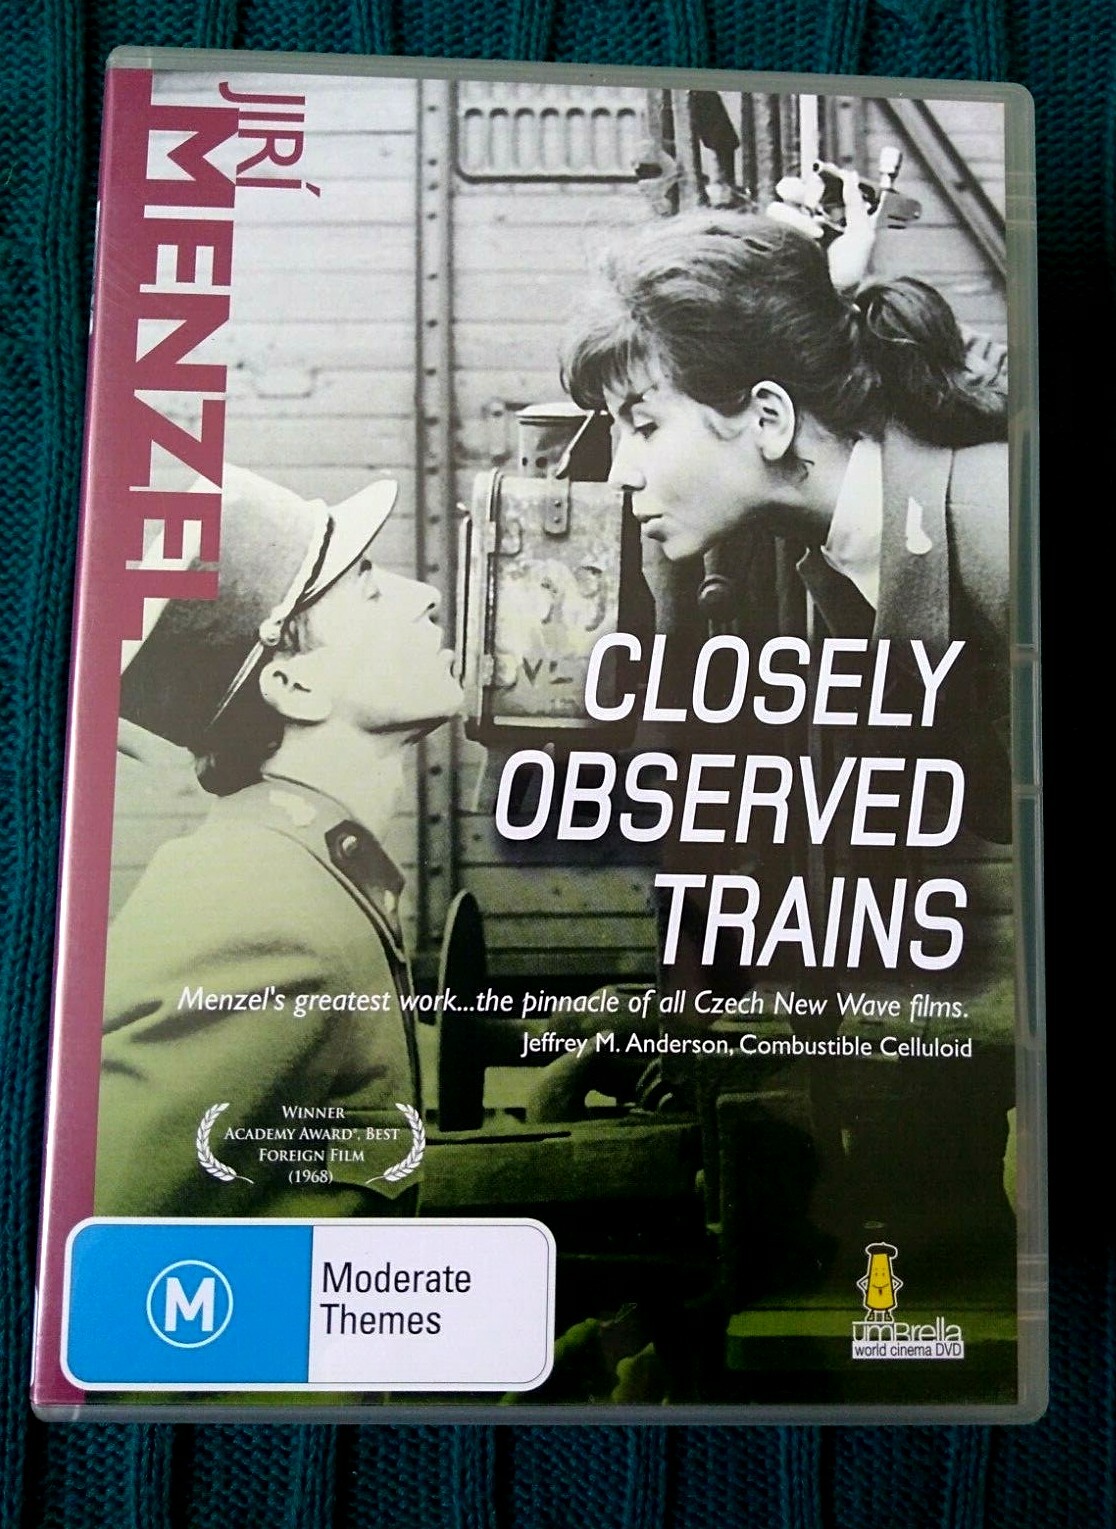 JIRÍ
MENZEL
CLOSELY
OBSERVED
TRAINS
Menzel's greatest work...the pinnacle of all Czech New Wave films.
Jeffrey M. Anderson, Combustible Celluloid
WINNER
ACADEMY AWARD®, BEST
FOREIGN FILM
(1968)
M
Moderate
Themes
umBrella
world cinema DVD